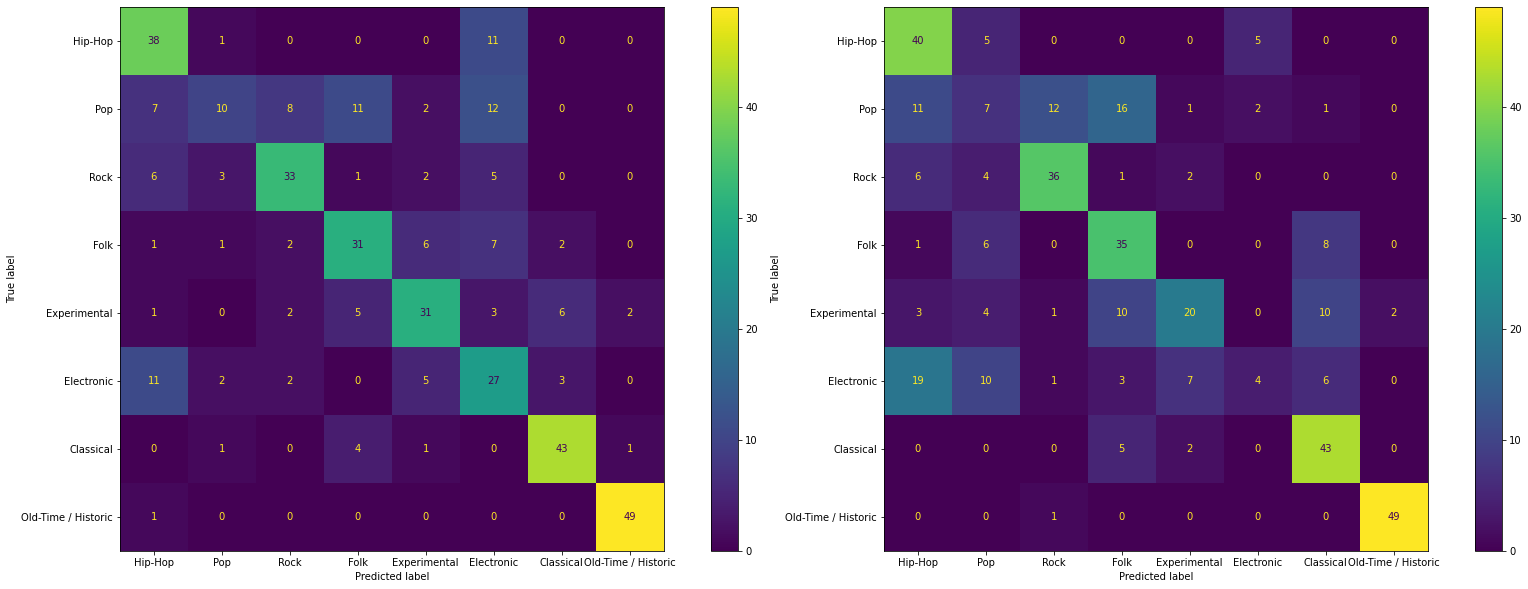 Hip-Hop 38 1 0 0 0 11 0 0
Pop 7 10 8 11 2 12 0 0
Rock 6 3 33 1 2 5 0 0
Folk 1 1 2 31 6 7 2 0
Experimental 1 0 2 5 31 3 6 2
Electronic 11 2 2 0 5 27 3 0
Classical 0 1 0 4 1 0 43 1
Old-Time / Historic 1 0 0 0 0 0 0 49
Hip-Hop Pop Rock Folk Experimental Electronic Classical Old-Time / Historic
Predicted label
True label
40
30
20
10
0
Hip-Hop 40 5 0 0 0 5 0 0
Pop 11 7 12 16 1 2 1 0
Rock 6 4 36 1 2 0 0 0
Folk 1 6 0 35 0 0 8 0
Experimental 3 4 1 10 20 0 10 2
Electronic 19 10 1 3 7 4 6 0
Classical 0 0 0 5 2 0 43 0
Old-Time / Historic 0 0 1 0 0 0 0 49
Hip-Hop Pop Rock Folk Experimental Electronic Classical Old-Time / Historic
Predicted label
True label
40
30
20
10
0